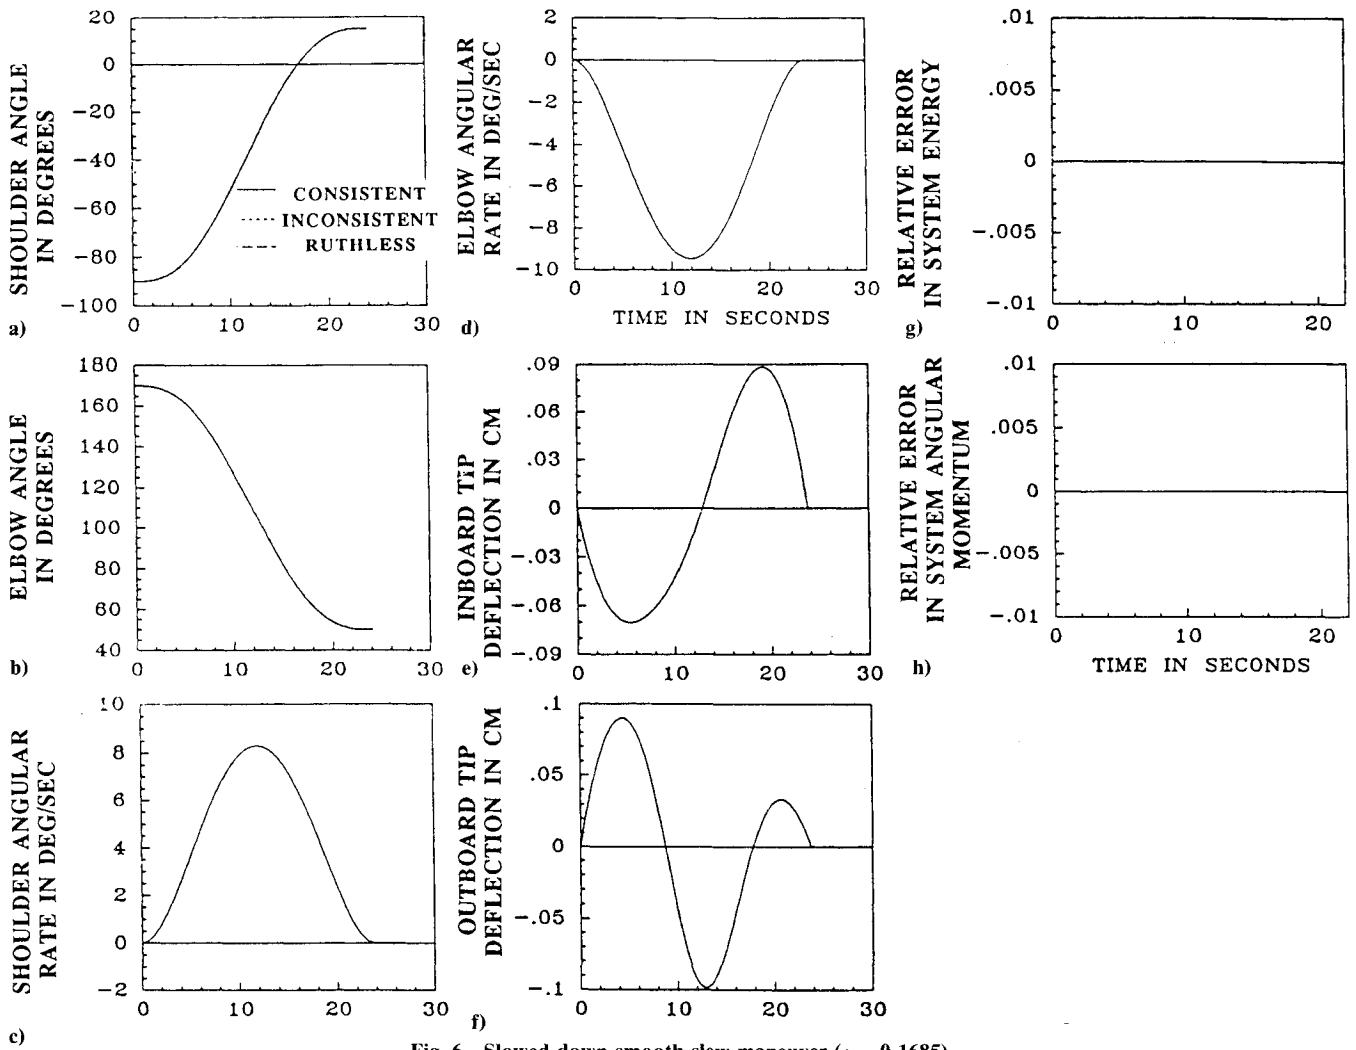 SHOULDER ANGLE
IN DEGREES
20
0
−20
−40
−60
−80
−100
0
10
20
30
CONSISTENT
INCONSISTENT
RUTHLESS
a)
ELBOW ANGLE
IN DEGREES
180
160
140
120
100
80
60
40
0
10
20
30
b)
SHOULDER ANGULAR
RATE IN DEG/SEC
10
8
6
4
2
0
−2
0
10
20
30
c)
ELBOW ANGULAR
RATE IN DEG/SEC
2
0
−2
−4
−6
−8
−10
0
10
20
30
TIME IN SECONDS
d)
INBOARD TIP
DEFLECTION IN CM
.09
.06
.03
0
−.03
−.06
−.09
0
10
20
30
e)
OUTBOARD TIP
DEFLECTION IN CM
.1
.05
0
−.05
−.1
0
10
20
30
f)
RELATIVE ERROR
IN SYSTEM ENERGY
.01
.005
0
−.005
−.01
0
10
20
g)
RELATIVE ERROR
IN SYSTEM ANGULAR
MOMENTUM
.01
.005
0
−.005
−.01
0
10
20
TIME IN SECONDS
h)
Fig. 6 Slowed-down smooth slew maneuver ( 0.1685)